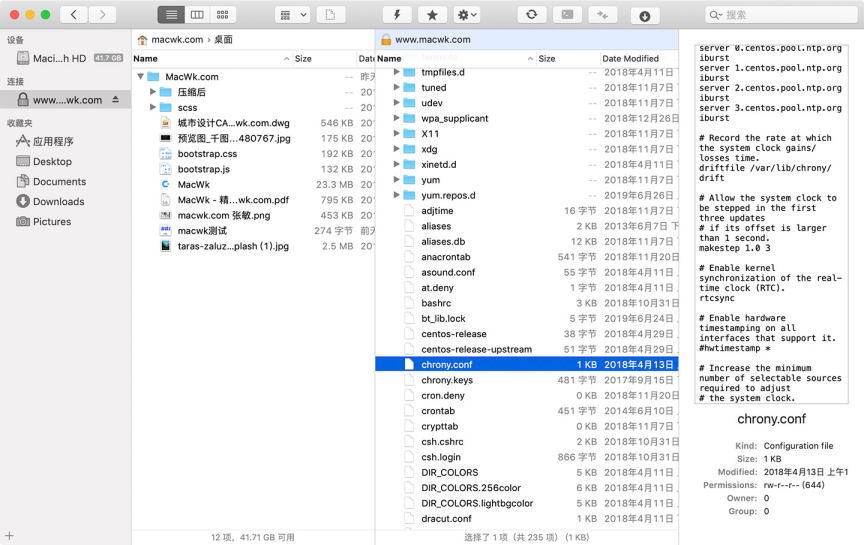 搜索
设备
Maci...h HD 41.7 GB
连接
www....wk.com
收藏夹
应用程序
Desktop
Documents
Downloads
Pictures
macwk.com › 桌面
Name Size Date
MacWk.com -- 昨天
压缩后 -- 201
scss -- 201
城市设计CA...wk.com.dwg 546 KB 201
预览图_千图...480767.jpg 175 KB 201
bootstrap.css 192 KB 201
bootstrap.js 132 KB 201
MacWk 23.3 MB 201
MacWk - 精...wk.com.pdf 795 KB 201
macwk.com 张敏.png 453 KB 201
macwk测试 274 字节 前天
taras-zaluz...plash (1).jpg 2.5 MB 201
12 项，41.71 GB 可用
www.macwk.com
Name Size Date Modified
tmpfiles.d -- 2018年4月11日
tuned -- 2018年11月7日
udev -- 2018年11月7日
wpa_supplicant -- 2018年12月26日
X11 -- 2018年11月7日
xdg -- 2018年11月7日
xinetd.d -- 2018年4月11日
yum -- 2018年11月7日
yum.repos.d -- 2019年6月26日
adjtime 16 字节 2018年11月7日
aliases 2 KB 2013年6月7日 下
aliases.db 12 KB 2018年11月7日
anacrontab 541 字节 2018年11月20日
asound.conf 55 字节 2018年4月11日
at.deny 1 字节 2018年4月11日
bashrc 3 KB 2018年10月31日
bt_lib.lock 5 字节 2019年6月24日
centos-release 38 字节 2018年4月29日
centos-release-upstream 51 字节 2018年4月29日
chrony.conf 1 KB 2018年4月13日
chrony.keys 481 字节 2017年9月15日 下
cron.deny 0 KB 2018年11月20日
crontab 451 字节 2014年6月10日
crypttab 0 KB 2018年11月7日 下
csh.cshrc 2 KB 2018年10月31日
csh.login 866 字节 2018年10月31日
DIR_COLORS 5 KB 2018年4月11日
DIR_COLORS.256color 6 KB 2018年4月11日
DIR_COLORS.lightbgcolor 5 KB 2018年4月11日
dracut.conf 1 KB 2018年4月11日
选择了 1 项（共 235 项）(1 KB)
server 0.centos.pool.ntp.org
iburst
server 1.centos.pool.ntp.org
iburst
server 2.centos.pool.ntp.org
iburst
server 3.centos.pool.ntp.org
iburst
# Record the rate at which
the system clock gains/
losses time.
driftfile /var/lib/chrony/
drift
# Allow the system clock to
be stepped in the first
three updates
# if its offset is larger
than 1 second.
makestep 1.0 3
# Enable kernel
synchronization of the real-
time clock (RTC).
rtcsync
# Enable hardware
timestamping on all
interfaces that support it.
#hwtimestamp *
# Increase the minimum
number of selectable sources
required to adjust
# the system clock.
chrony.conf
Kind: Configuration file
Size: 1 KB
Modified: 2018年4月13日 上午1
Permissions: rw-r--r-- (644)
Owner: 0
Group: 0